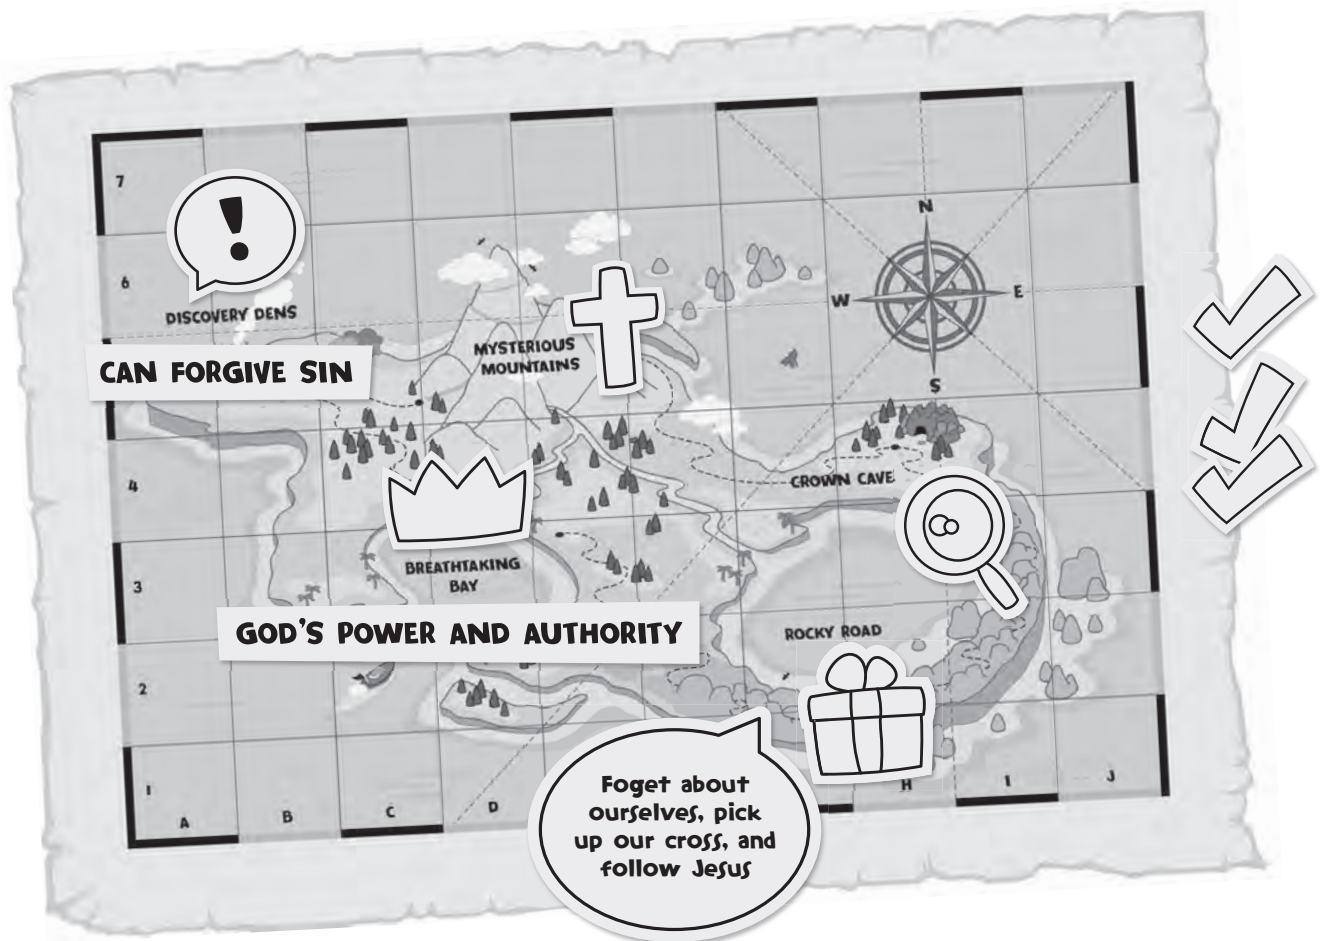 7
!
N
6
W
E
DISCOVERY DENS
MYSTERIOUS
MOUNTAINS
CAN FORGIVE SIN
S
4
CROWN CAVE
BREATHTAKING
BAY
3
GOD'S POWER AND AUTHORITY
ROCKY ROAD
2
Foget about
ourselves, pick
up our cross, and
follow Jesus
1
A
B
C
D
H
I
J